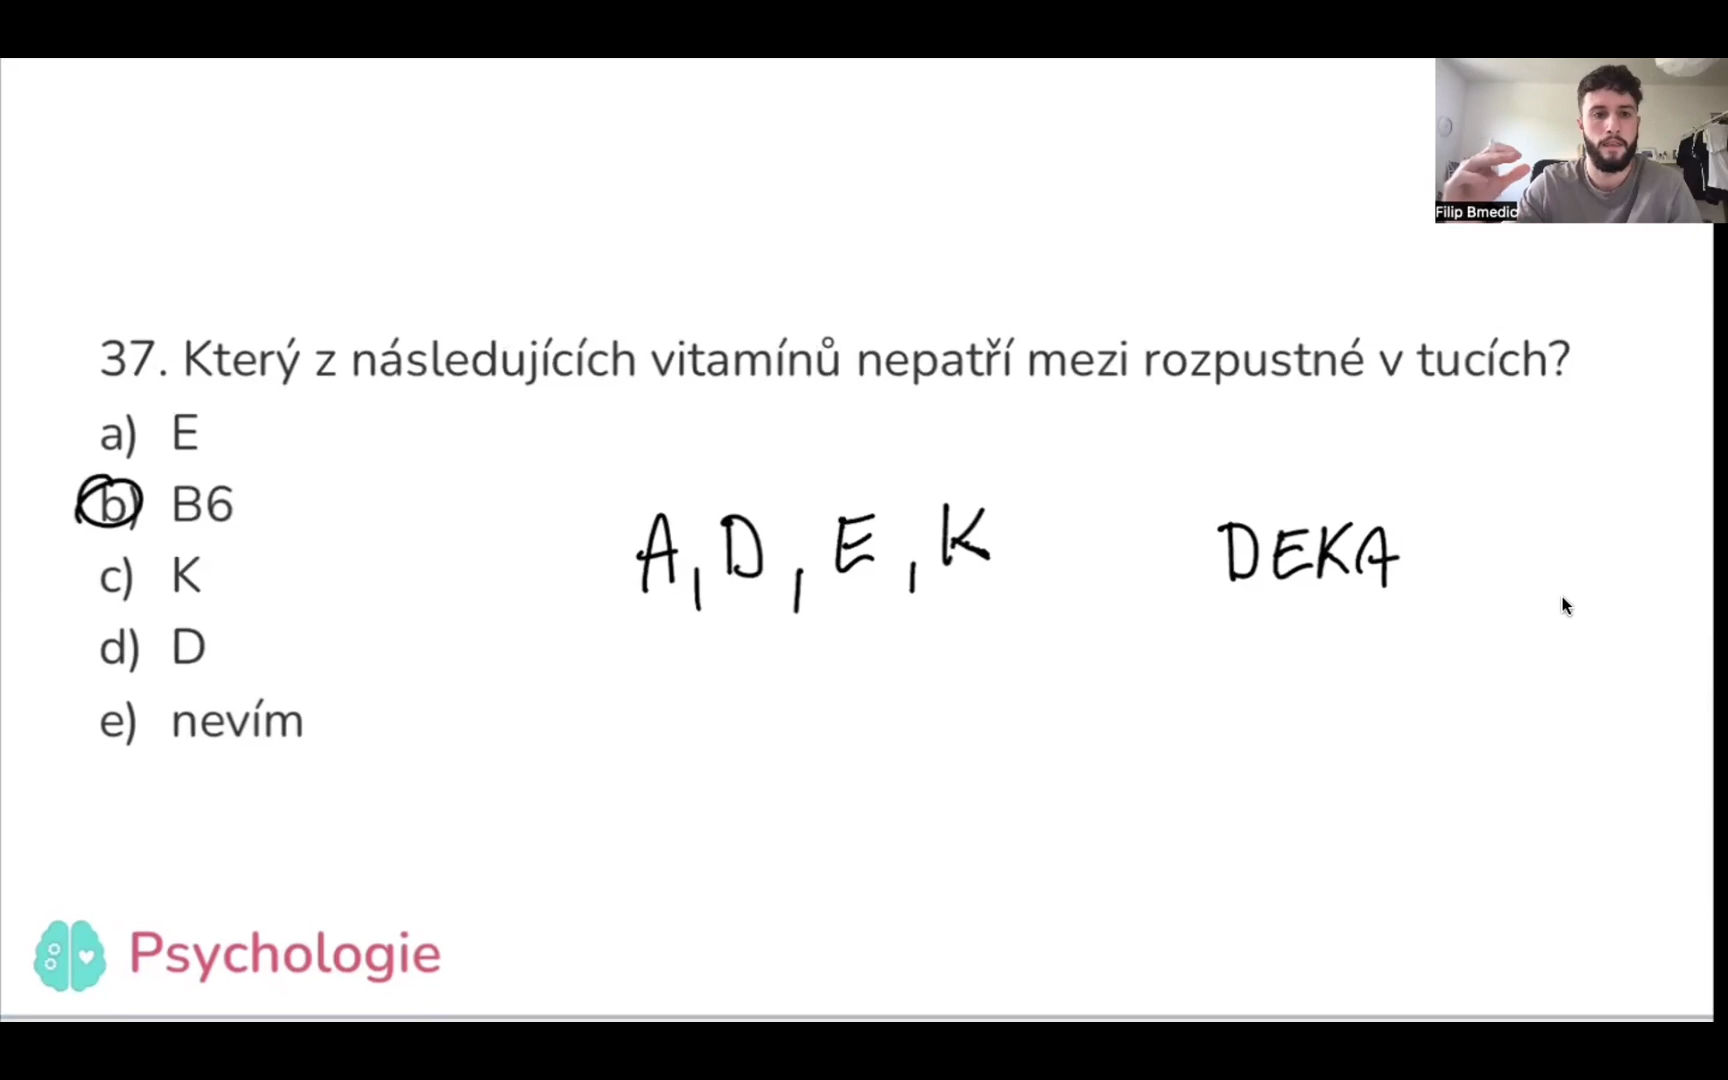 Filip Bmedic
37. Který z následujících vitamínů nepatří mezi rozpustné v tucích?
a) E
b) B6
c) K
d) D
e) nevím
A, D, E, K
DEKA
Psychologie